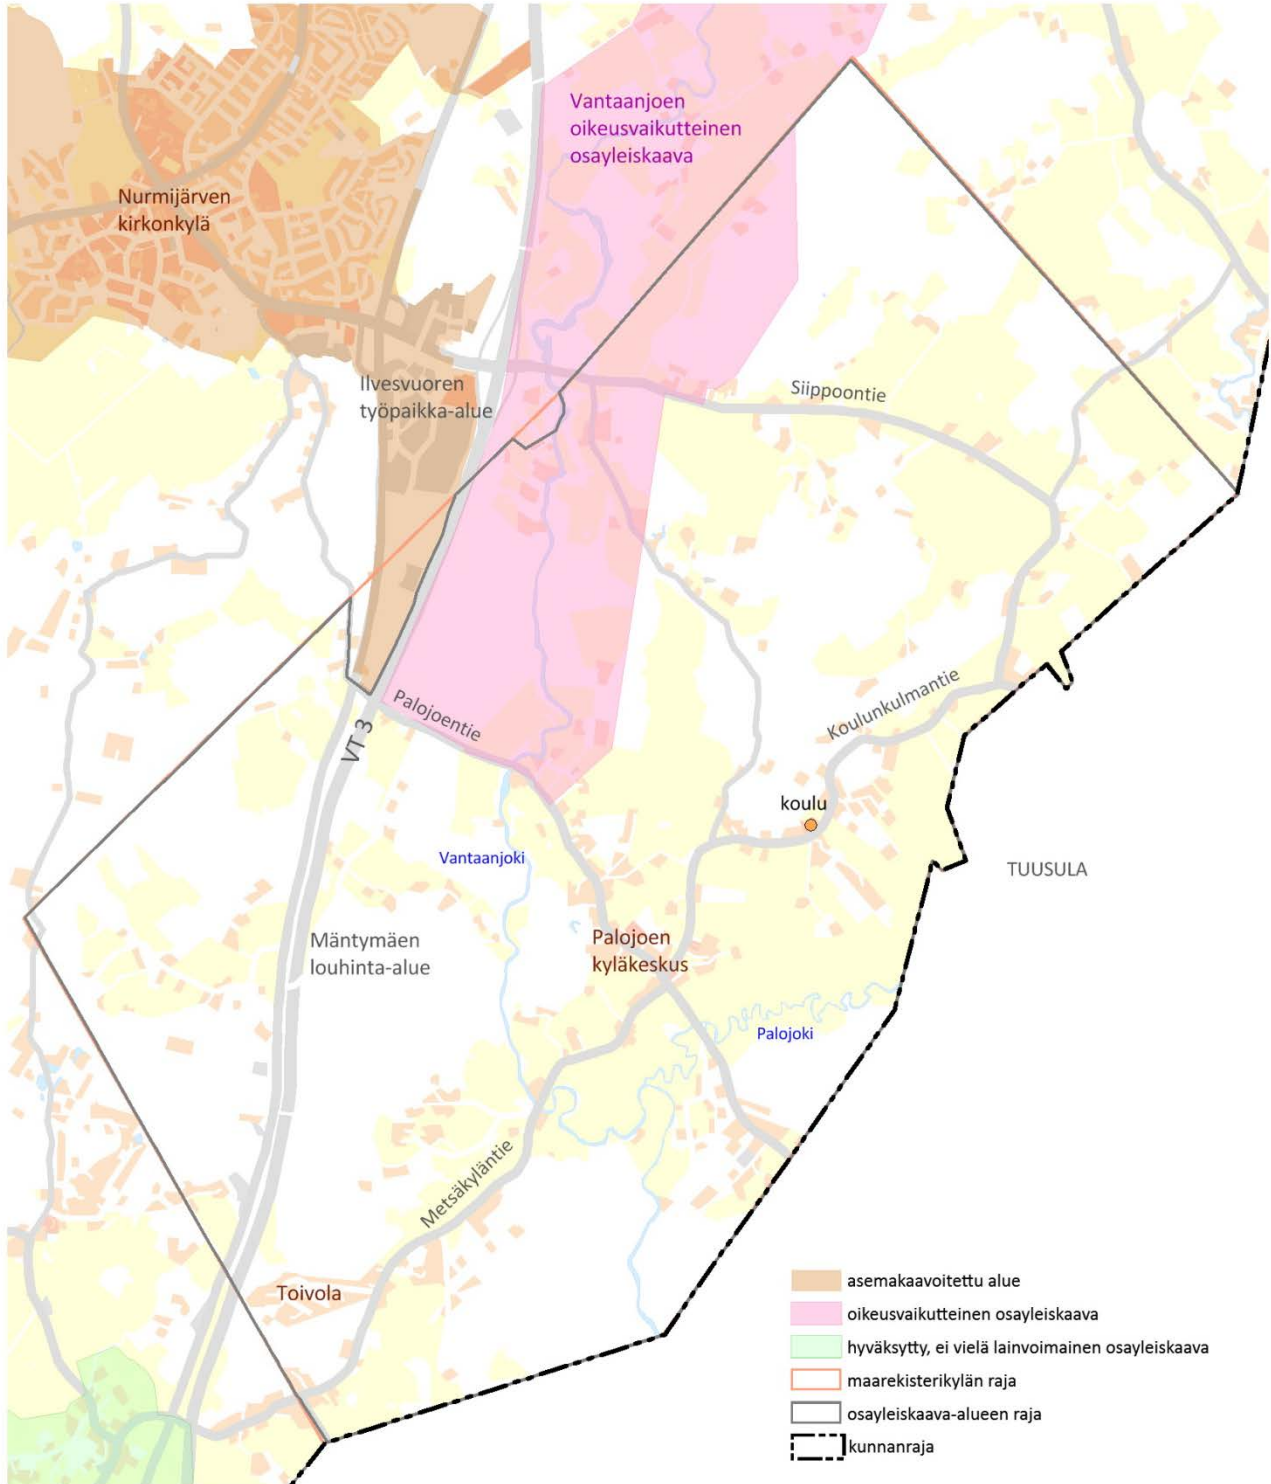 Vantaanjoen
oikeusvaikutteinen
osayleiskaava
Nurmijärven
kirkonkylä
Ilvesvuoren
työpaikka-alue
Siippoontie
Palojoentie
VT 3
Koulunkulmantie
koulu
Vantaanjoki
TUUSULA
Mäntymäen
louhinta-alue
Palojoen
kyläkeskus
Palojoki
Metsäkyläntie
Toivola
asemakaavoitettu alue
oikeusvaikutteinen osayleiskaava
hyväksytty, ei vielä lainvoimainen osayleiskaava
maarekisterikylän raja
osayleiskaava-alueen raja
kunnanraja